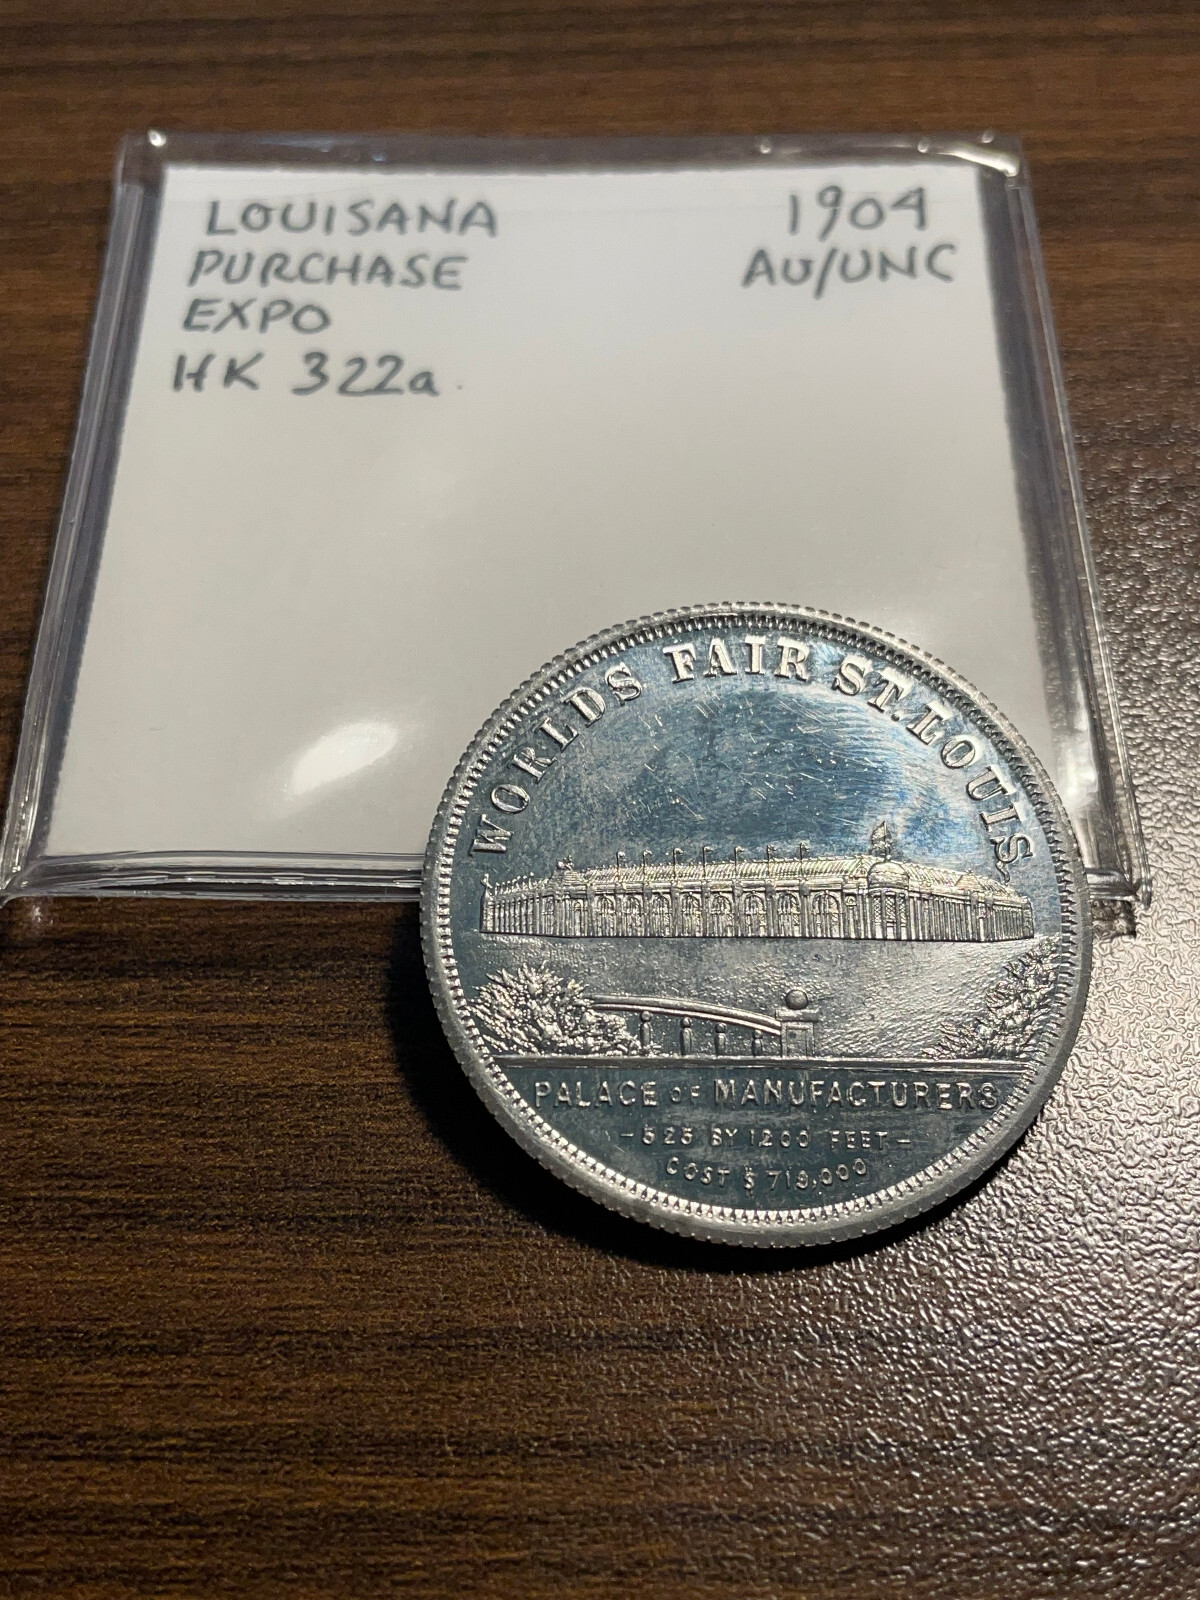 LOUISANA
PURCHASE
EXPO
HK 322a.
1904
AU/UNC
WORLDS FAIR ST. LOUIS
PALACE OF MANUFACTURERS
- 525 BY 1200 FEET -
COST $ 719,000